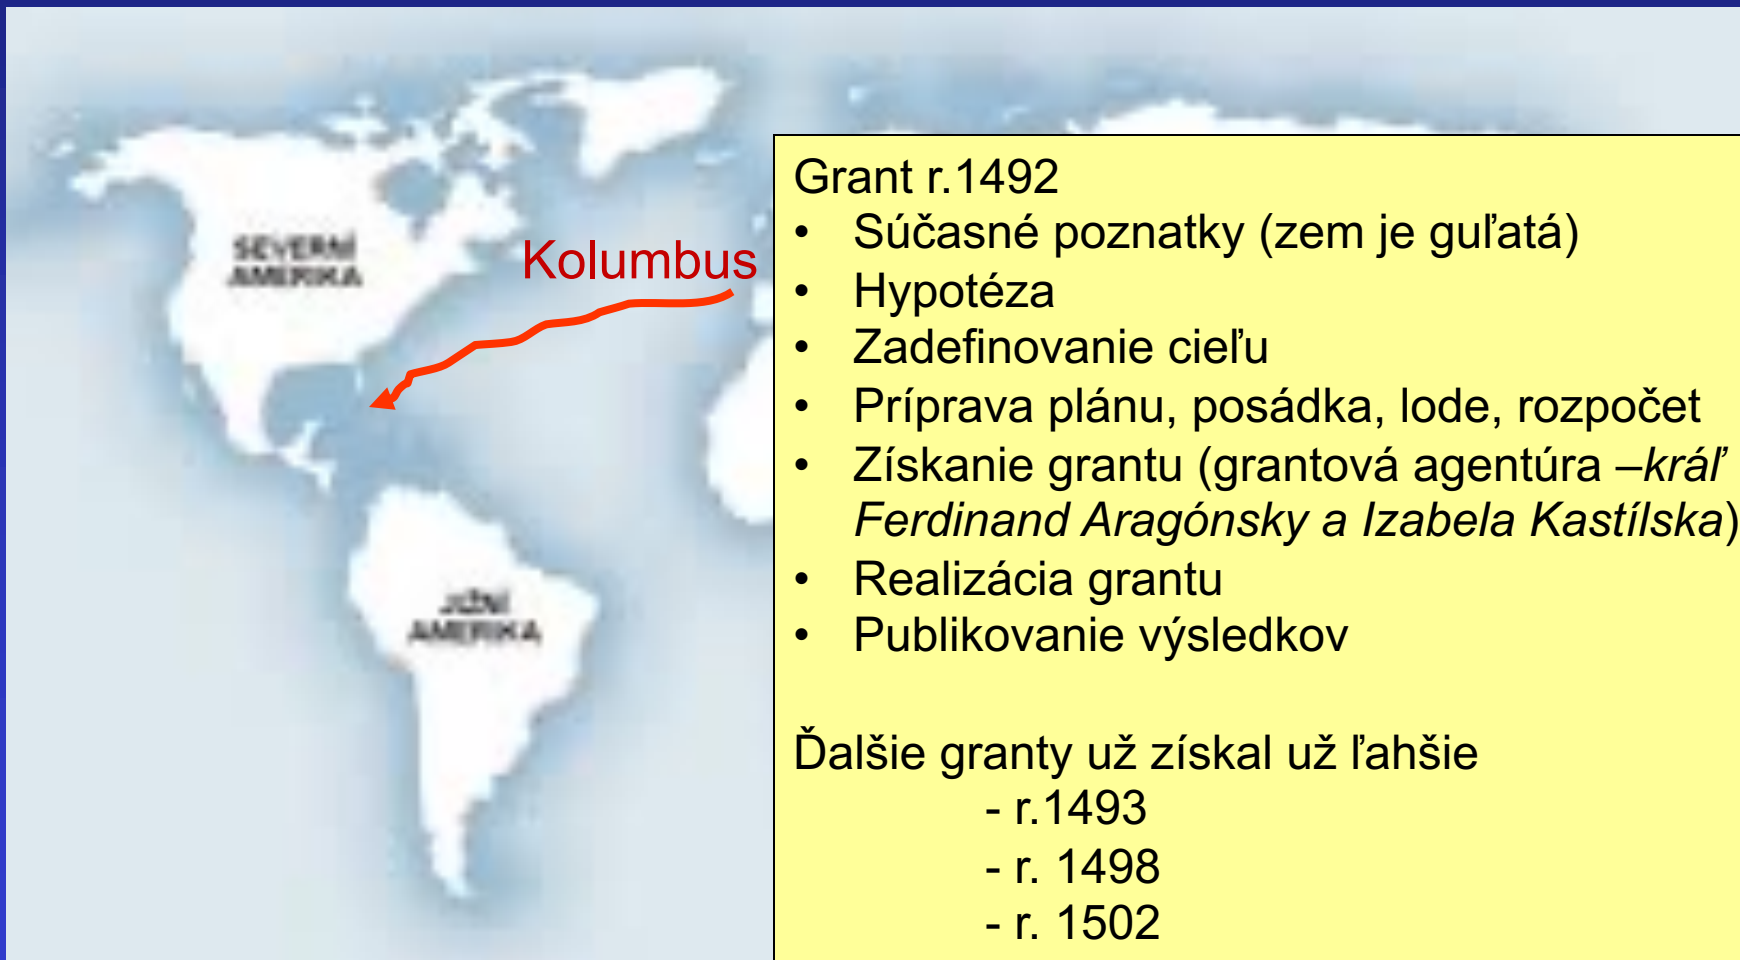 SEVERNÍ
AMERIKA
Kolumbus
JIŽNÍ
AMERIKA
Grant r.1492
• Súčasné poznatky (zem je guľatá)
• Hypotéza
• Zadefinovanie cieľu
• Príprava plánu, posádka, lode, rozpočet
• Získanie grantu (grantová agentúra –kráľ
Ferdinand Aragónsky a Izabela Kastílska)
• Realizácia grantu
• Publikovanie výsledkov
Ďalšie granty už získal už ľahšie
- r.1493
- r. 1498
- r. 1502